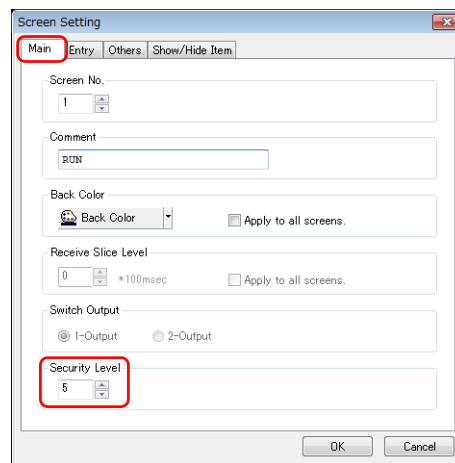 Screen Setting
Main Entry Others Show/Hide Item
Screen No.
1
Comment
RUN
Back Color
Back Color Apply to all screens.
Receive Slice Level
0 *100msec Apply to all screens.
Switch Output
1-Output 2-Output
Security Level
5
OK Cancel